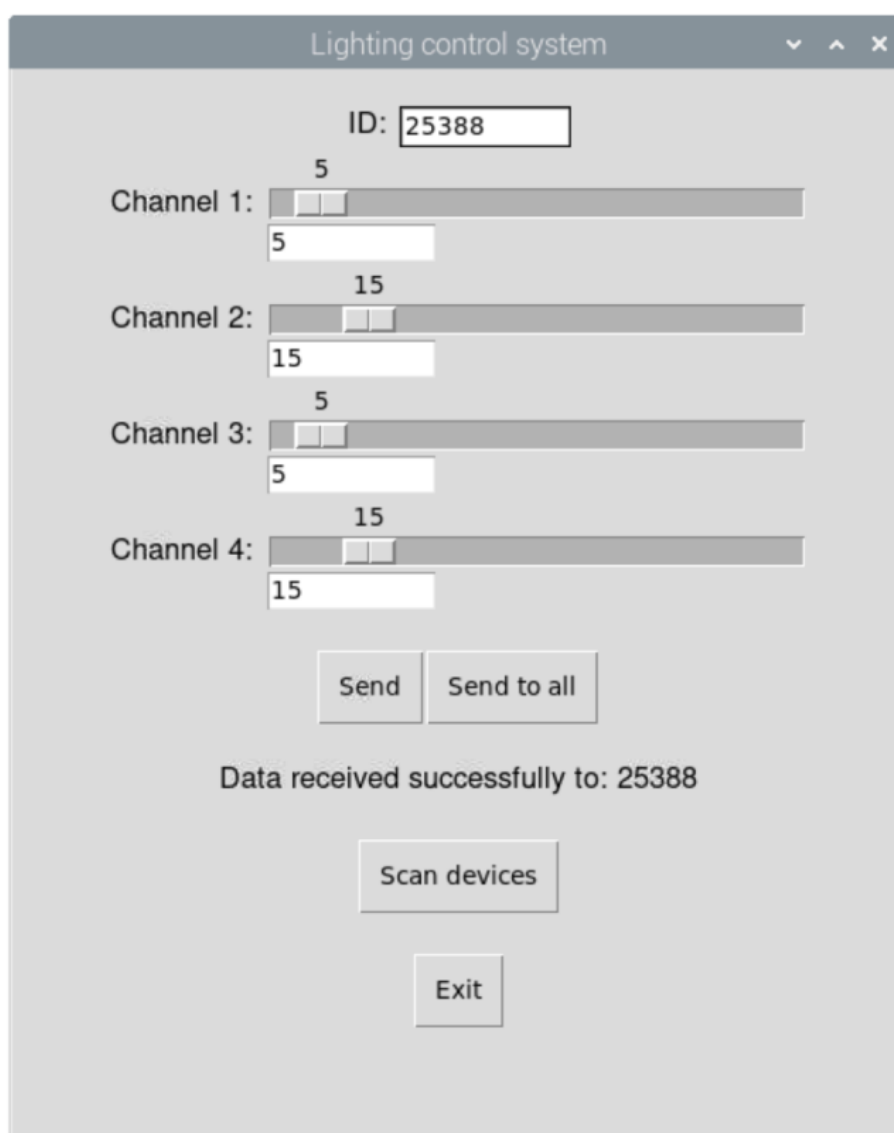 Lighting control system
ID: 25388
5
Channel 1:
5
15
Channel 2:
15
5
Channel 3:
5
15
Channel 4:
15
Send Send to all
Data received successfully to: 25388
Scan devices
Exit